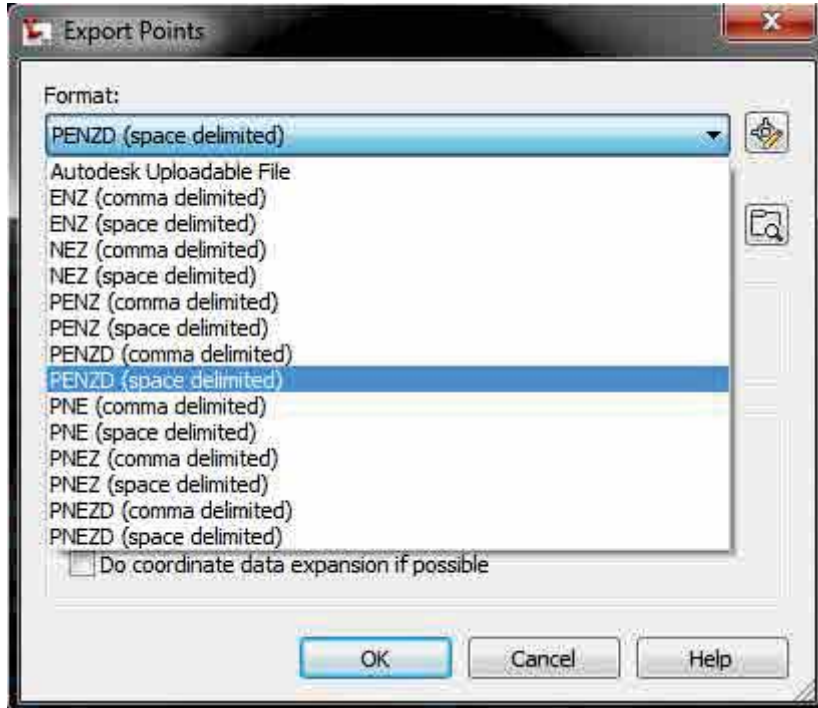 Export Points
Format:
PENZD (space delimited)
Autodesk Uploadable File
ENZ (comma delimited)
ENZ (space delimited)
NEZ (comma delimited)
NEZ (space delimited)
PENZ (comma delimited)
PENZ (space delimited)
PENZD (comma delimited)
PENZD (space delimited)
PNE (comma delimited)
PNE (space delimited)
PNEZ (comma delimited)
PNEZ (space delimited)
PNEZD (comma delimited)
PNEZD (space delimited)
Do coordinate data expansion if possible
OK Cancel Help